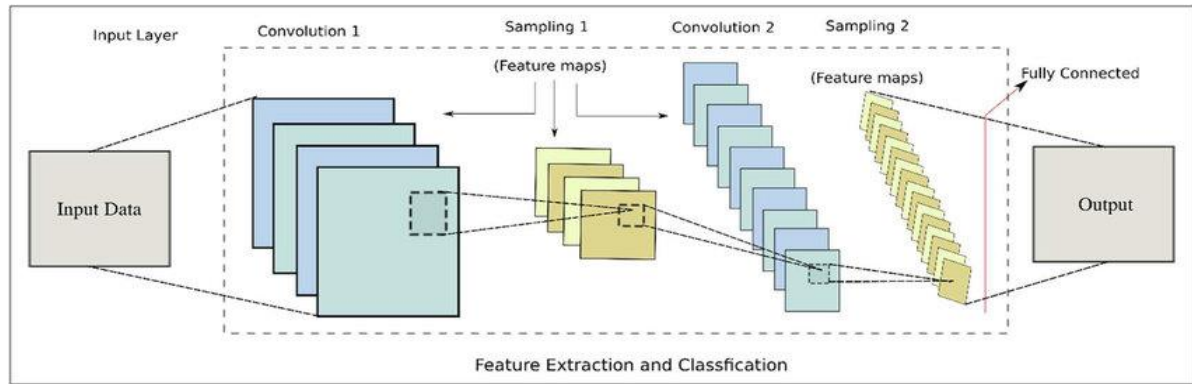 Input Layer
Convolution 1
Sampling 1
Convolution 2
Sampling 2
(Feature maps)
(Feature maps)
Fully Connected
Input Data
Output
Feature Extraction and Classfication